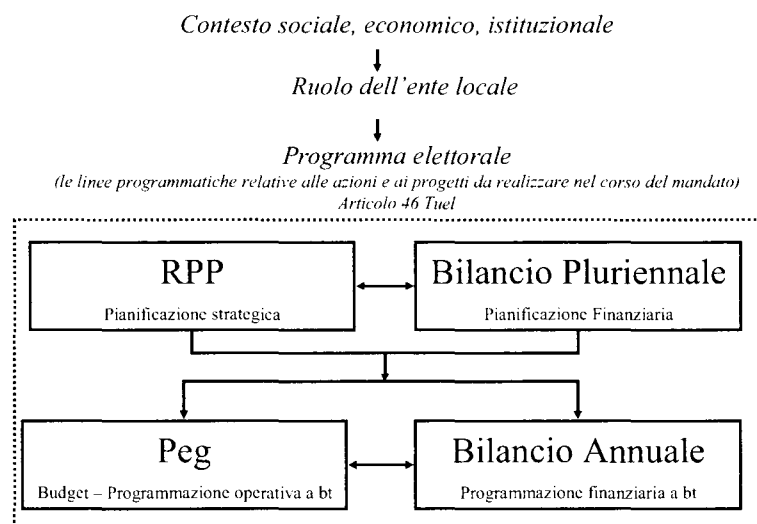 Contesto sociale, economico, istituzionale
Ruolo dell'ente locale
Programma elettorale
(le linee programmatiche relative alle azioni e ai progetti da realizzare nel corso del mandato)
Articolo 46 Tuel
RPP
Pianificazione strategica
Bilancio Pluriennale
Pianificazione Finanziaria
Peg
Budget – Programmazione operativa a bt
Bilancio Annuale
Programmazione finanziaria a bt